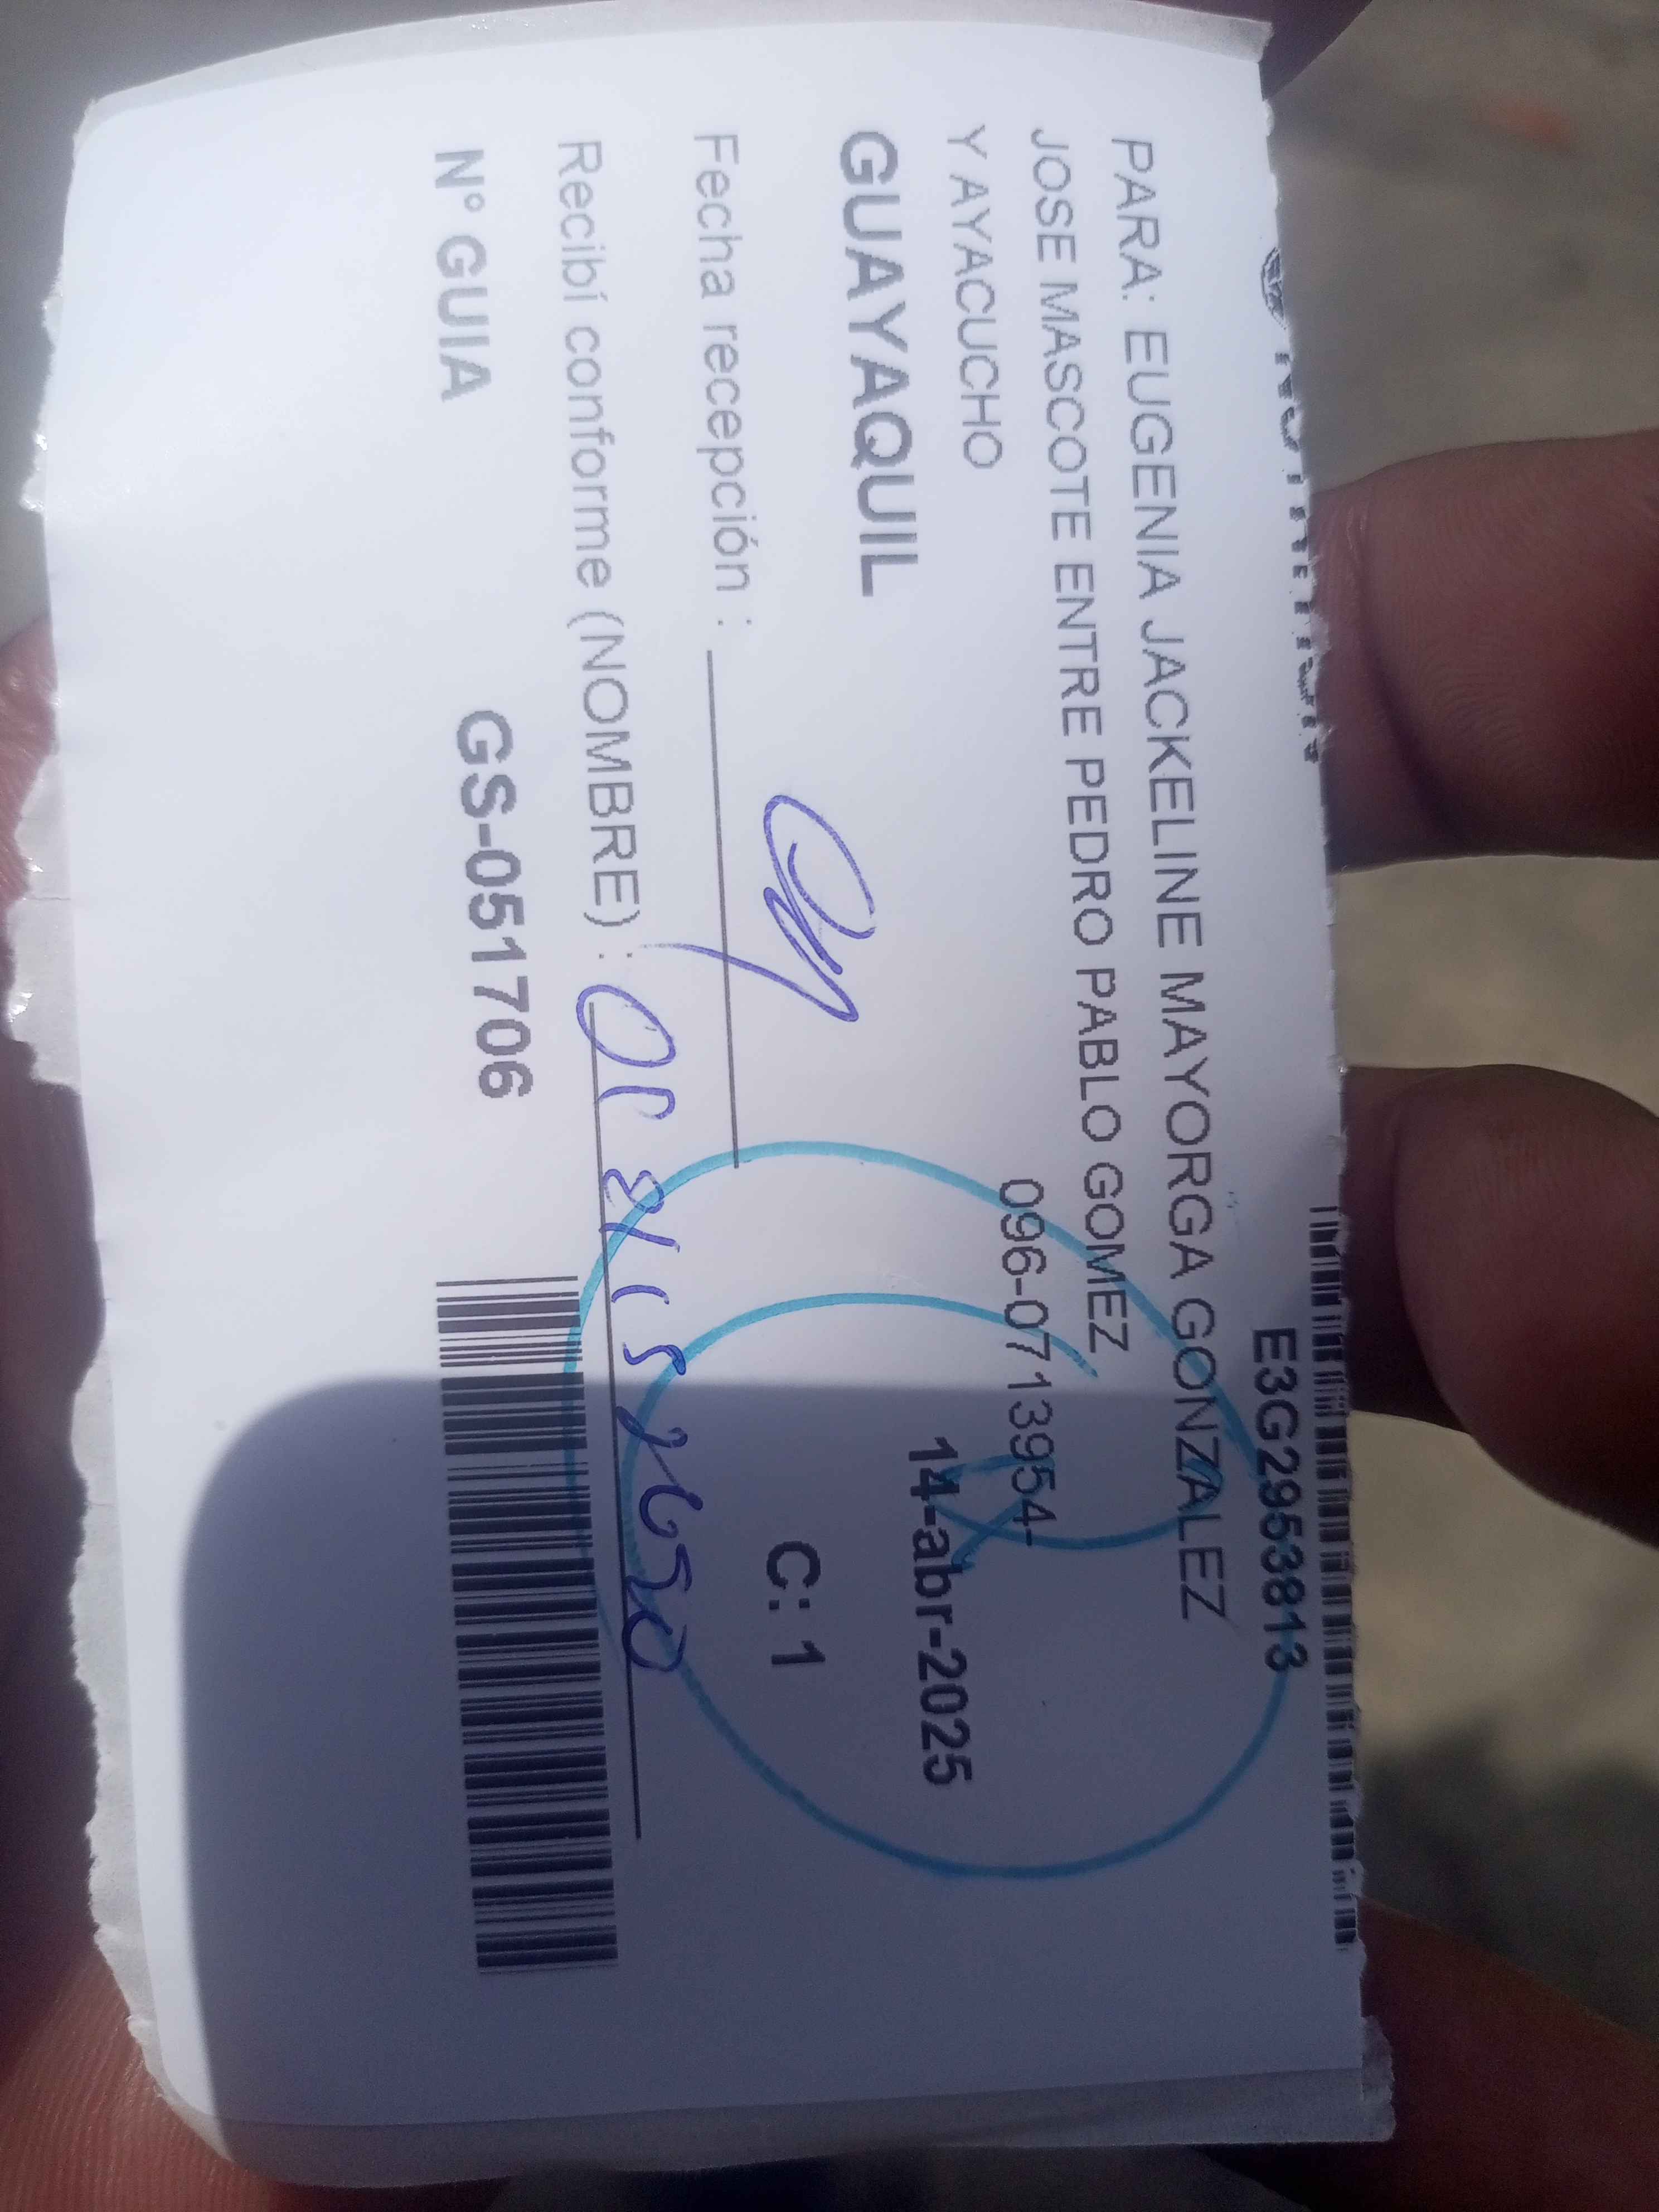 E3G2953813
PARA: EUGENIA JACKELINE MAYORGA GONZALEZ
JOSE MASCOTE ENTRE PEDRO PABLO GOMEZ
Y AYACUCHO
096-0713954-
GUAYAQUIL
14-abr-2025
Fecha recepción :
C: 1
Recibí conforme (NOMBRE) :
N° GUIA
GS-051706